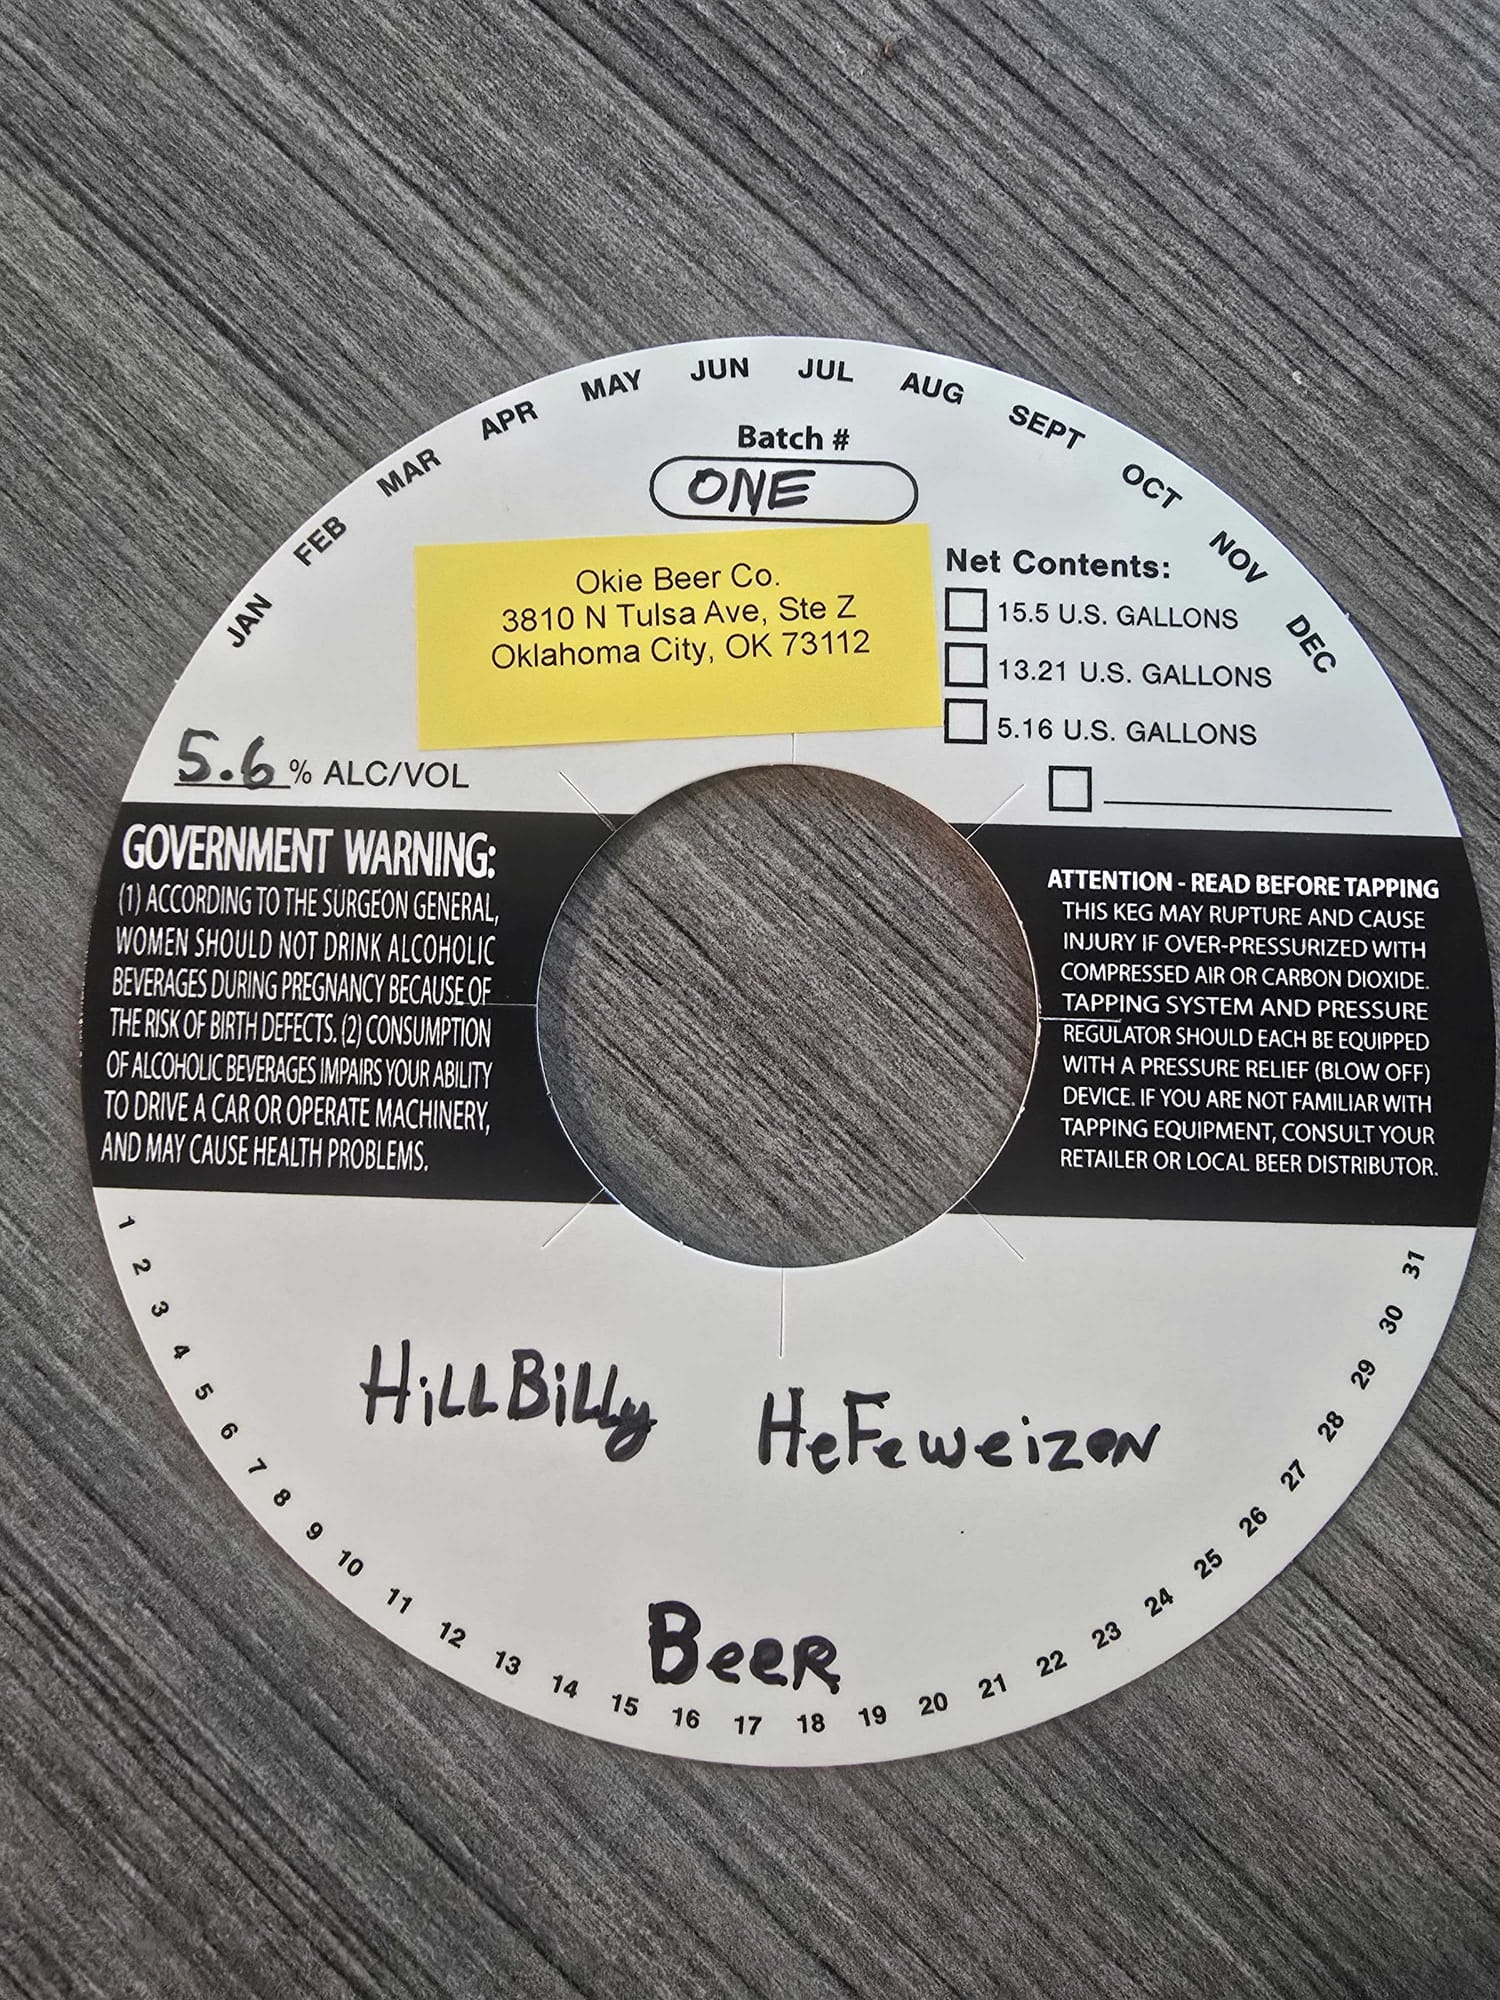 JAN FEB MAR APR MAY JUN JUL AUG SEPT OCT NOV DEC
Batch #
ONE
Okie Beer Co.
3810 N Tulsa Ave, Ste Z
Oklahoma City, OK 73112
Net Contents:
15.5 U.S. GALLONS
13.21 U.S. GALLONS
5.16 U.S. GALLONS
5.6 % ALC/VOL
GOVERNMENT WARNING:
(1) ACCORDING TO THE SURGEON GENERAL,
WOMEN SHOULD NOT DRINK ALCOHOLIC
BEVERAGES DURING PREGNANCY BECAUSE OF
THE RISK OF BIRTH DEFECTS. (2) CONSUMPTION
OF ALCOHOLIC BEVERAGES IMPAIRS YOUR ABILITY
TO DRIVE A CAR OR OPERATE MACHINERY,
AND MAY CAUSE HEALTH PROBLEMS.
ATTENTION - READ BEFORE TAPPING
THIS KEG MAY RUPTURE AND CAUSE
INJURY IF OVER-PRESSURIZED WITH
COMPRESSED AIR OR CARBON DIOXIDE.
TAPPING SYSTEM AND PRESSURE
REGULATOR SHOULD EACH BE EQUIPPED
WITH A PRESSURE RELIEF (BLOW OFF)
DEVICE. IF YOU ARE NOT FAMILIAR WITH
TAPPING EQUIPMENT, CONSULT YOUR
RETAILER OR LOCAL BEER DISTRIBUTOR.
HillBilly HeFeweizen
BeeR
1 2 3 4 5 6 7 8 9 10 11 12 13 14 15 16 17 18 19 20 21 22 23 24 25 26 27 28 29 30 31